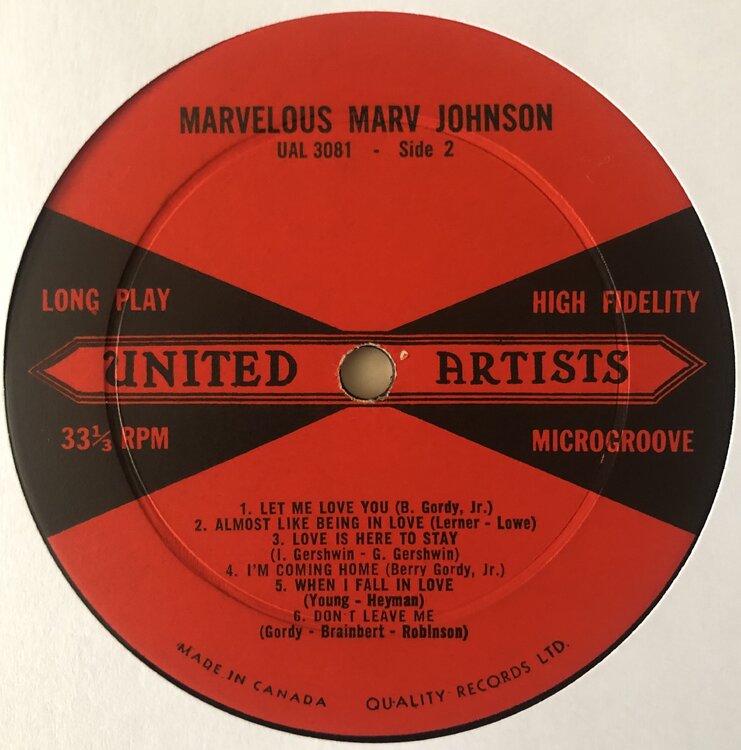 MARVELOUS MARV JOHNSON
UAL 3081 - Side 2
LONG PLAY
HIGH FIDELITY
UNITED ARTISTS
33⅓ RPM
MICROGROOVE
1. LET ME LOVE YOU (B. Gordy, Jr.)
2. ALMOST LIKE BEING IN LOVE (Lerner - Lowe)
3. LOVE IS HERE TO STAY
(I. Gershwin - G. Gershwin)
4. I'M COMING HOME (Berry Gordy, Jr.)
5. WHEN I FALL IN LOVE
(Young - Heyman)
6. DON'T LEAVE ME
(Gordy - Brainbert - Robinson)
MADE IN CANADA QUALITY RECORDS LTD.